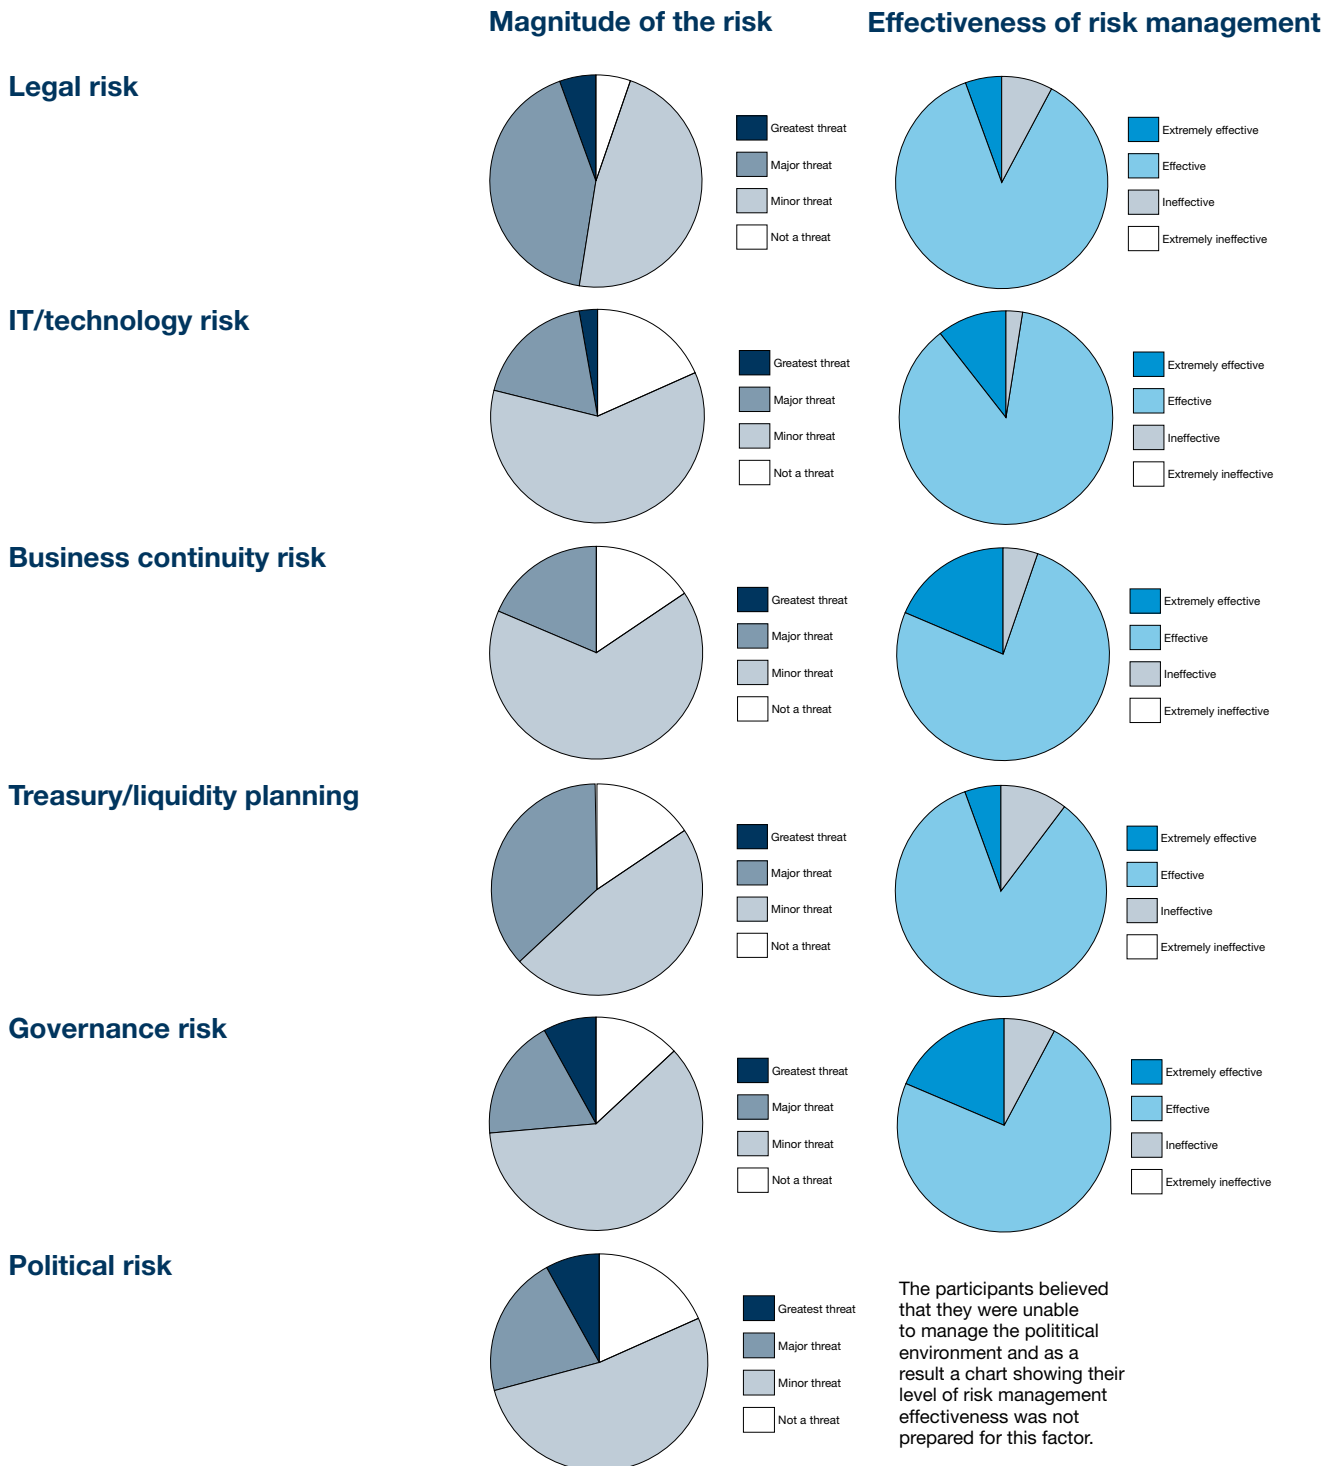 Magnitude of the risk
Effectiveness of risk management
Legal risk
Greatest threat
Major threat
Minor threat
Not a threat
Extremely effective
Effective
Ineffective
Extremely ineffective
IT/technology risk
Greatest threat
Major threat
Minor threat
Not a threat
Extremely effective
Effective
Ineffective
Extremely ineffective
Business continuity risk
Greatest threat
Major threat
Minor threat
Not a threat
Extremely effective
Effective
Ineffective
Extremely ineffective
Treasury/liquidity planning
Greatest threat
Major threat
Minor threat
Not a threat
Extremely effective
Effective
Ineffective
Extremely ineffective
Governance risk
Greatest threat
Major threat
Minor threat
Not a threat
Extremely effective
Effective
Ineffective
Extremely ineffective
Political risk
Greatest threat
Major threat
Minor threat
Not a threat
The participants believed
that they were unable
to manage the polititical
environment and as a
result a chart showing their
level of risk management
effectiveness was not
prepared for this factor.